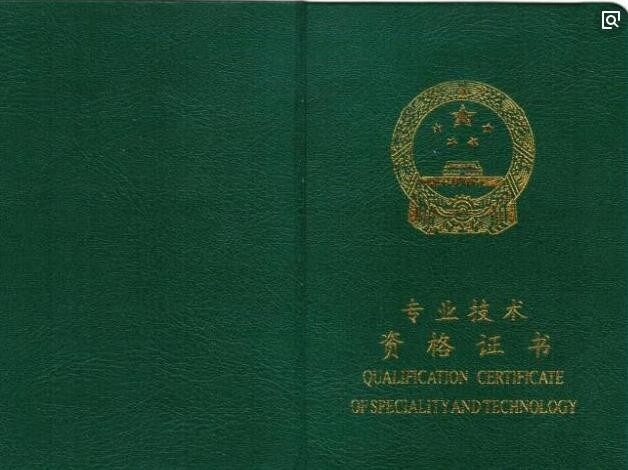 专业技术
资格证书
QUALIFICATION CERTIFICATE
OF SPECIALITY AND TECHNOLOGY